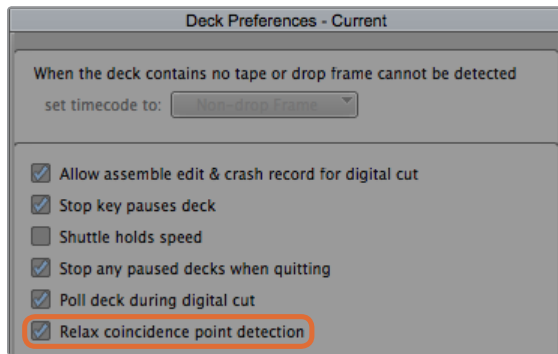 Deck Preferences - Current
When the deck contains no tape or drop frame cannot be detected
set timecode to: Non-drop Frame
Allow assemble edit & crash record for digital cut
Stop key pauses deck
Shuttle holds speed
Stop any paused decks when quitting
Poll deck during digital cut
Relax coincidence point detection